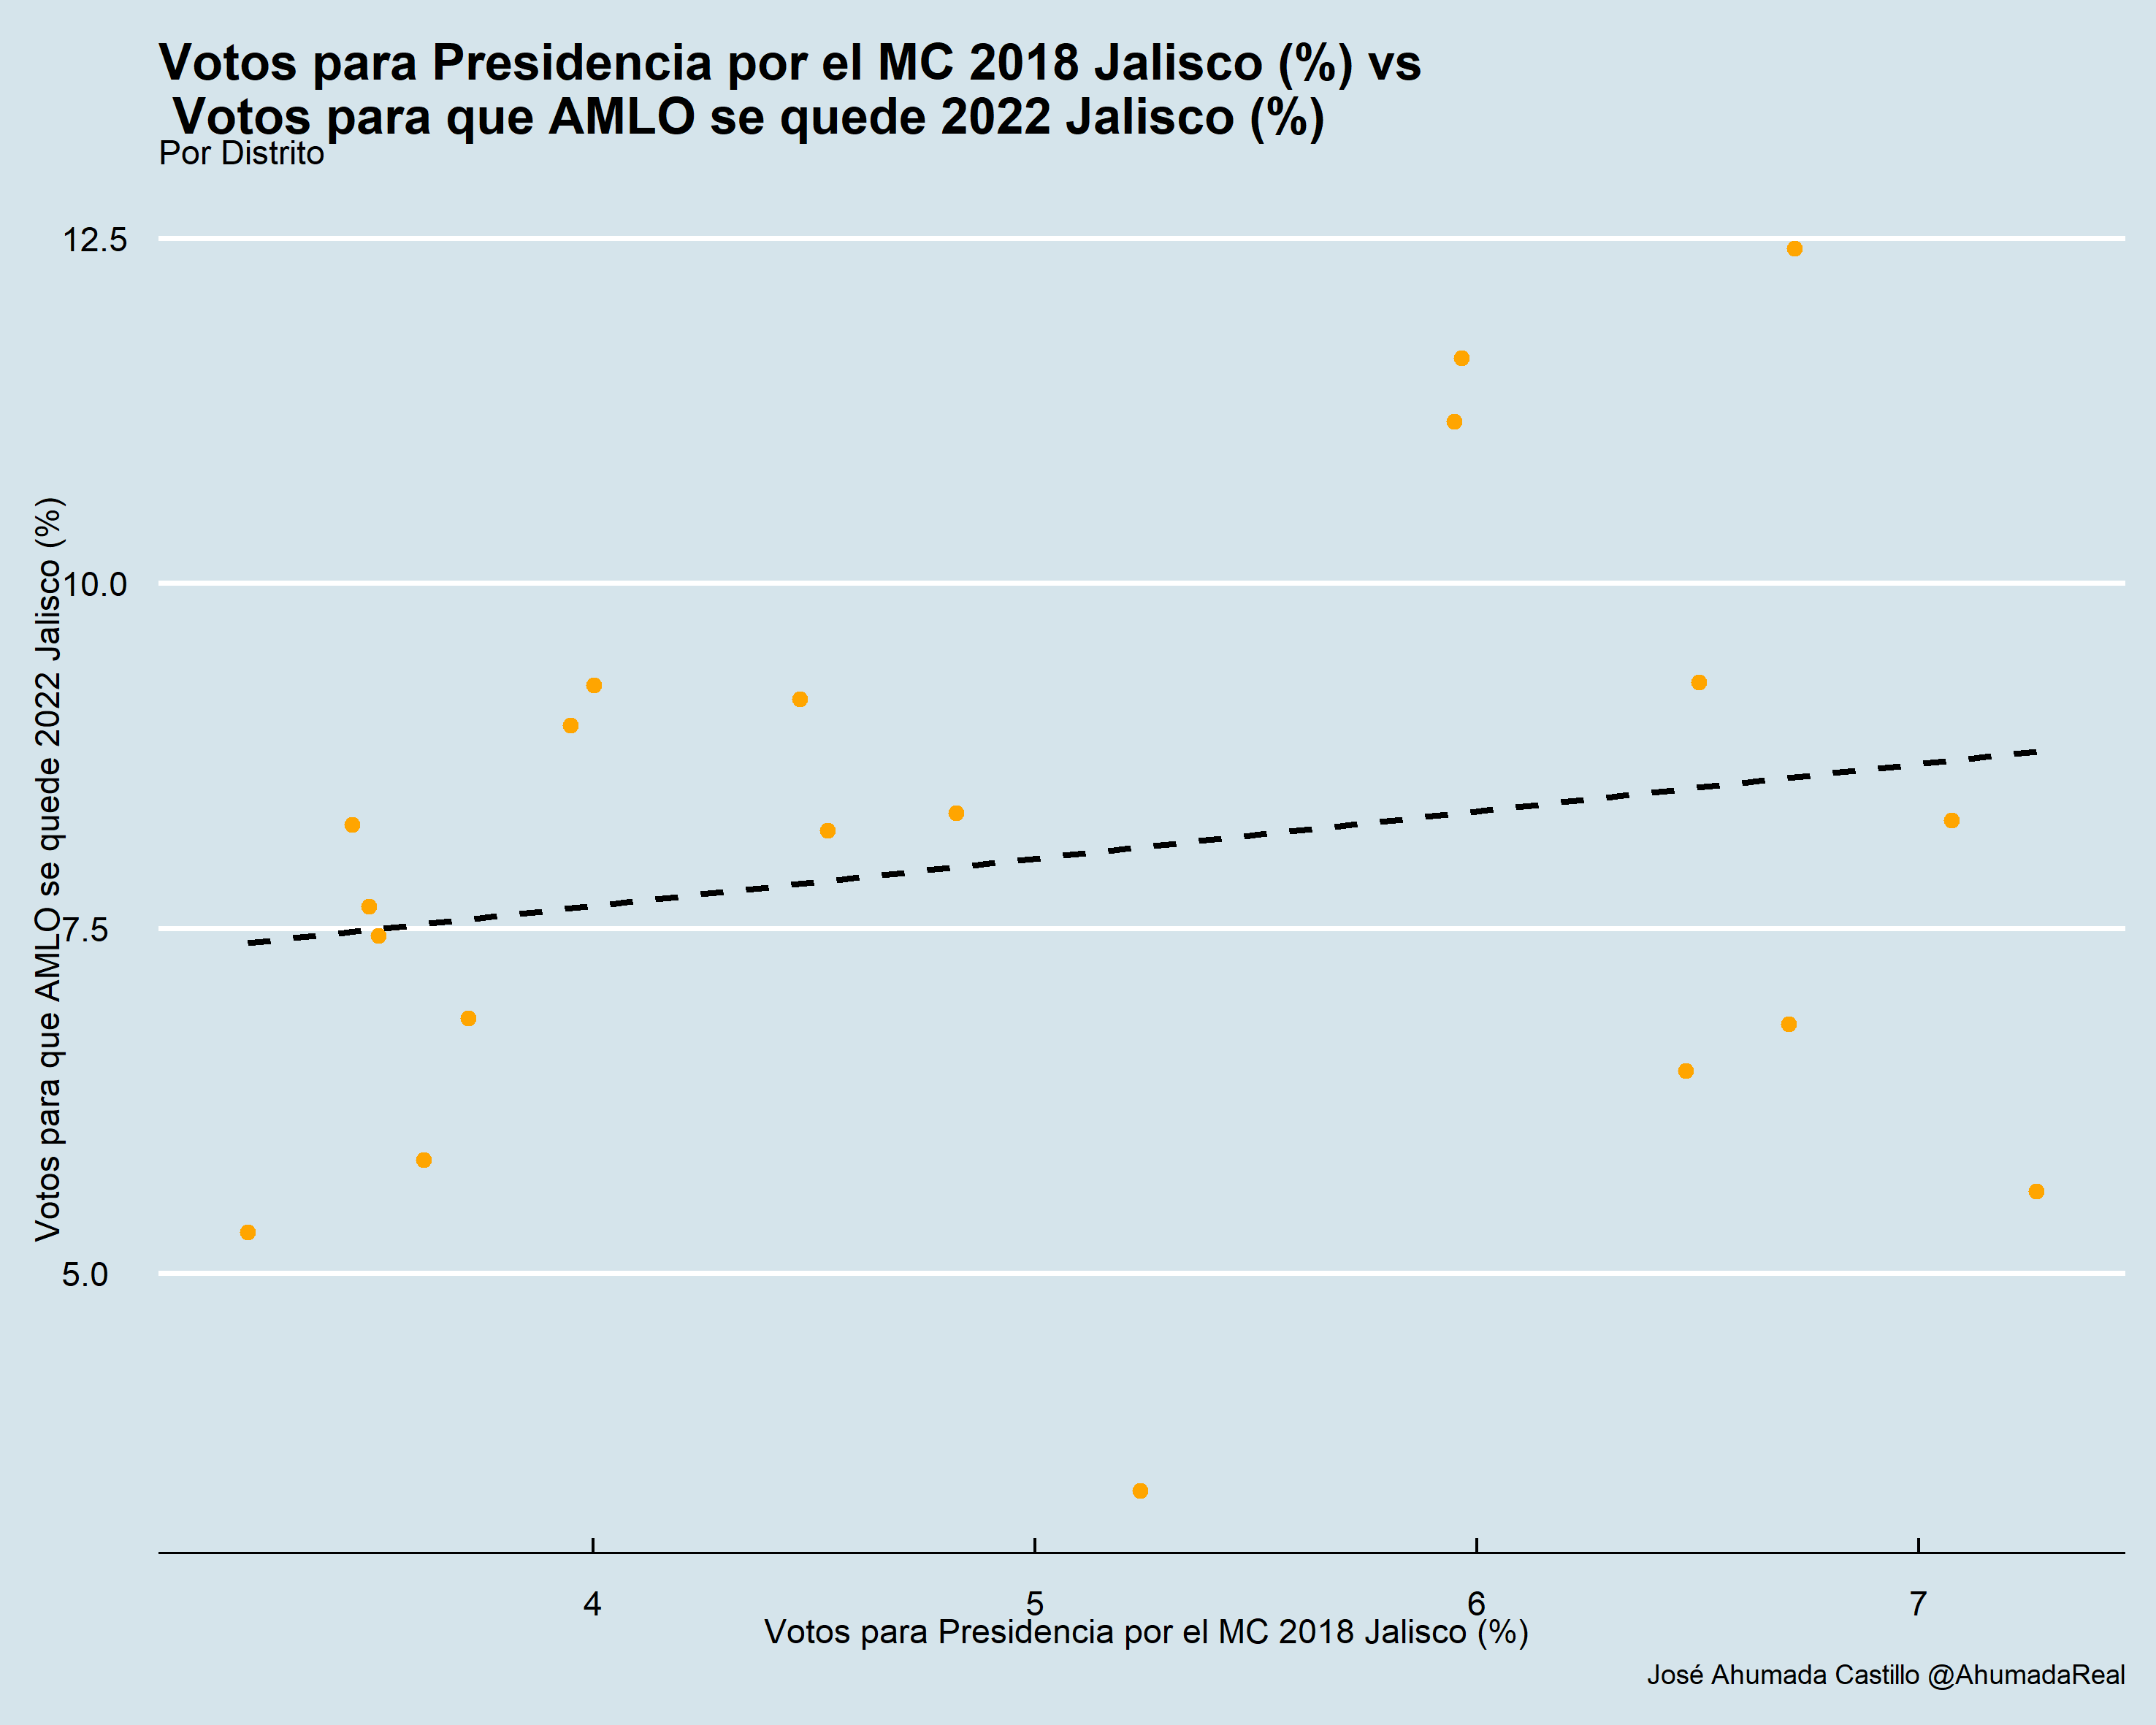 Votos para Presidencia por el MC 2018 Jalisco (%) vs
Votos para que AMLO se quede 2022 Jalisco (%)
Por Distrito
Votos para que AMLO se quede 2022 Jalisco (%)
12.5
10.0
7.5
5.0
4 5 6 7
Votos para Presidencia por el MC 2018 Jalisco (%)
José Ahumada Castillo @AhumadaReal